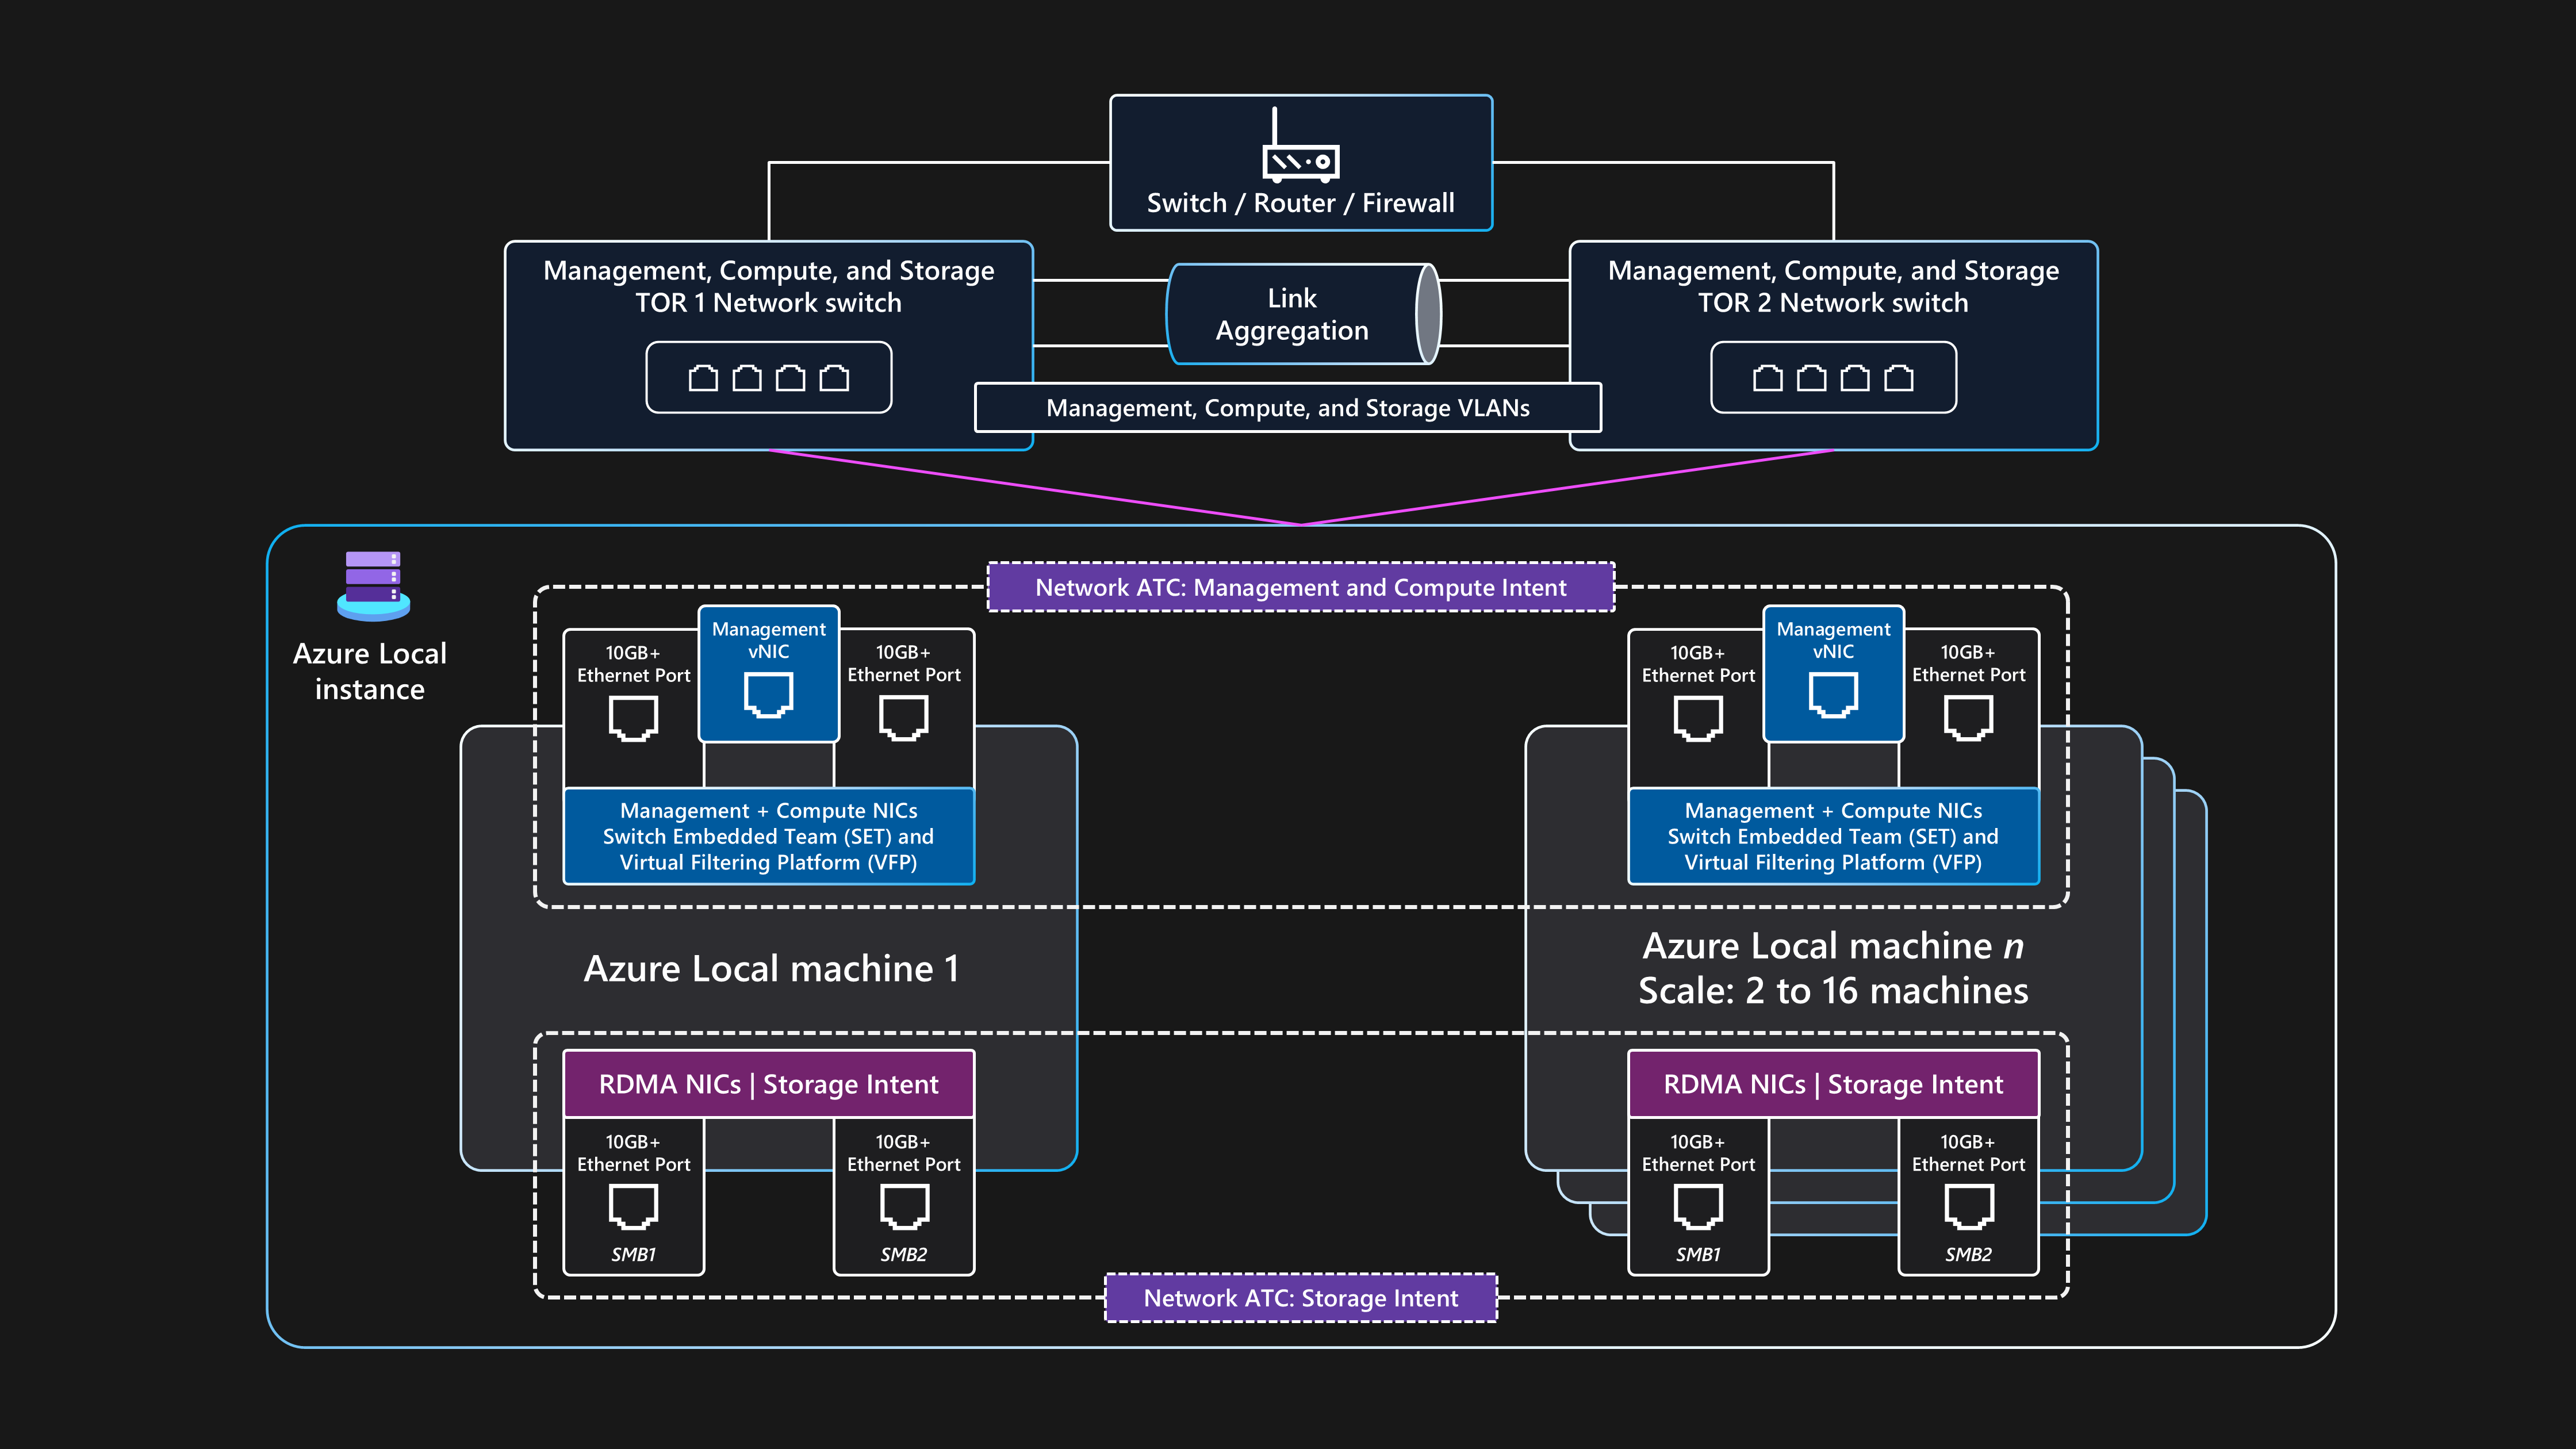 Switch / Router / Firewall
Management, Compute, and Storage
TOR 1 Network switch
Link
Aggregation
Management, Compute, and Storage
TOR 2 Network switch
Management, Compute, and Storage VLANs
Azure Local
instance
Network ATC: Management and Compute Intent
10GB+
Ethernet Port
Management
vNIC
10GB+
Ethernet Port
Management + Compute NICs
Switch Embedded Team (SET) and
Virtual Filtering Platform (VFP)
10GB+
Ethernet Port
Management
vNIC
10GB+
Ethernet Port
Management + Compute NICs
Switch Embedded Team (SET) and
Virtual Filtering Platform (VFP)
Azure Local machine 1
Azure Local machine n
Scale: 2 to 16 machines
RDMA NICs | Storage Intent
10GB+
Ethernet Port
SMB1
10GB+
Ethernet Port
SMB2
RDMA NICs | Storage Intent
10GB+
Ethernet Port
SMB1
10GB+
Ethernet Port
SMB2
Network ATC: Storage Intent